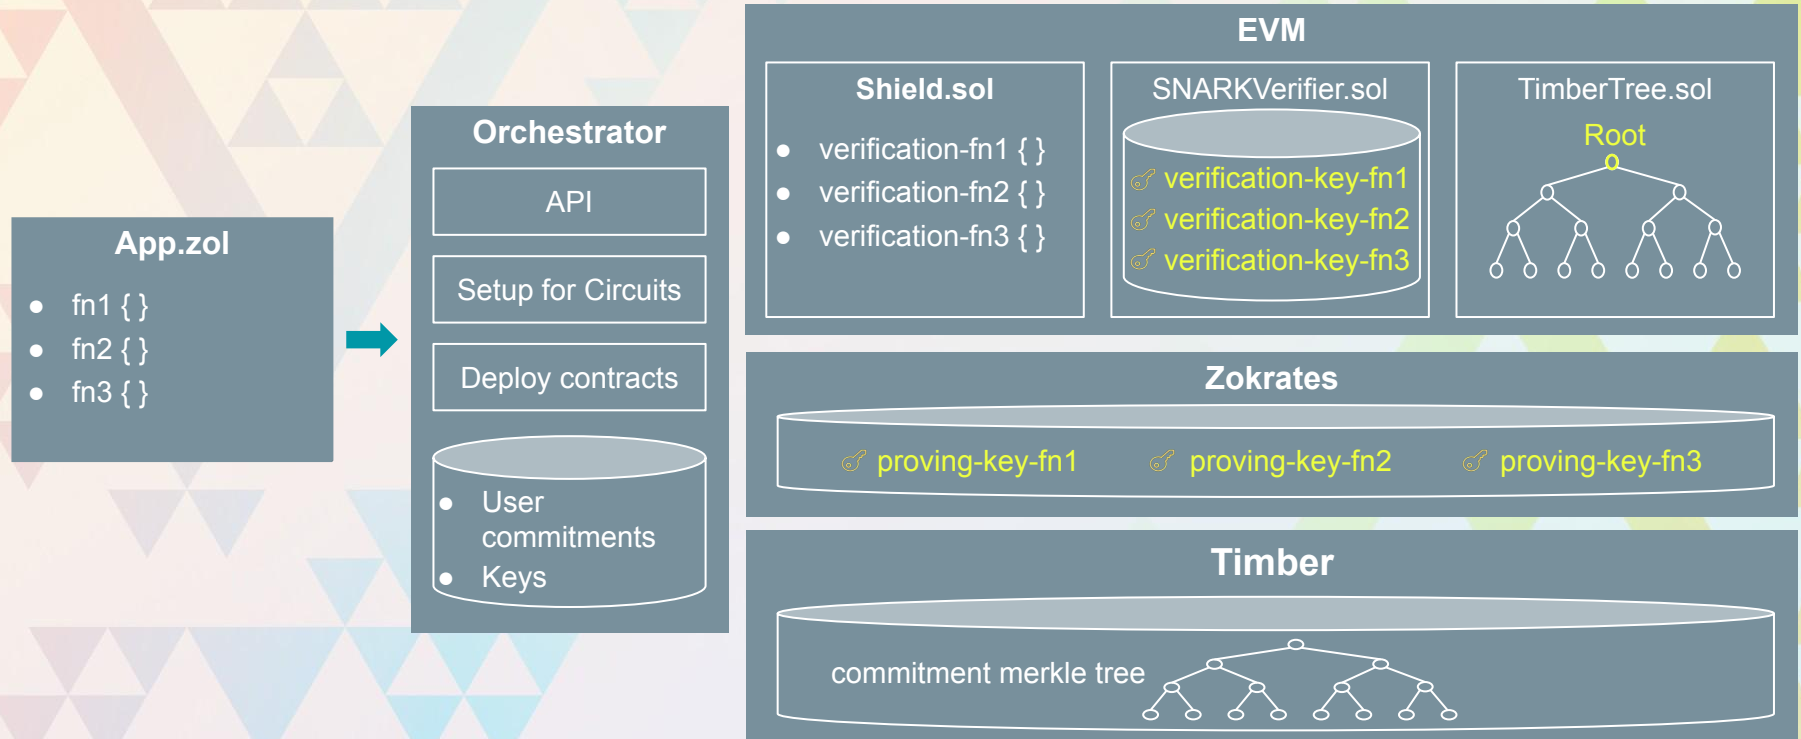 App.zol
● fn1 { }
● fn2 { }
● fn3 { }
Orchestrator
API
Setup for Circuits
Deploy contracts
● User
commitments
● Keys
EVM
Shield.sol
● verification-fn1 { }
● verification-fn2 { }
● verification-fn3 { }
SNARKVerifier.sol
verification-key-fn1
verification-key-fn2
verification-key-fn3
TimberTree.sol
Root
Zokrates
proving-key-fn1 proving-key-fn2 proving-key-fn3
Timber
commitment merkle tree